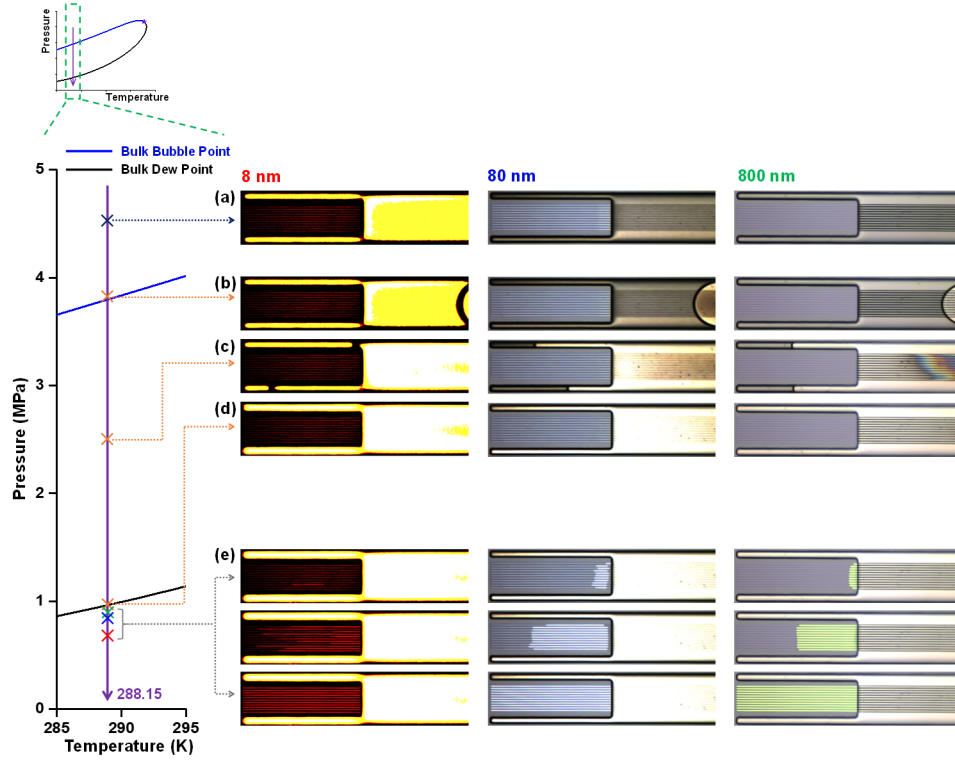 Pressure
Temperature
Bulk Bubble Point
Bulk Dew Point
8 nm
80 nm
800 nm
(a)
(b)
(c)
(d)
(e)
5
4
3
2
1
0
Pressure (MPa)
288.15
285
290
295
Temperature (K)